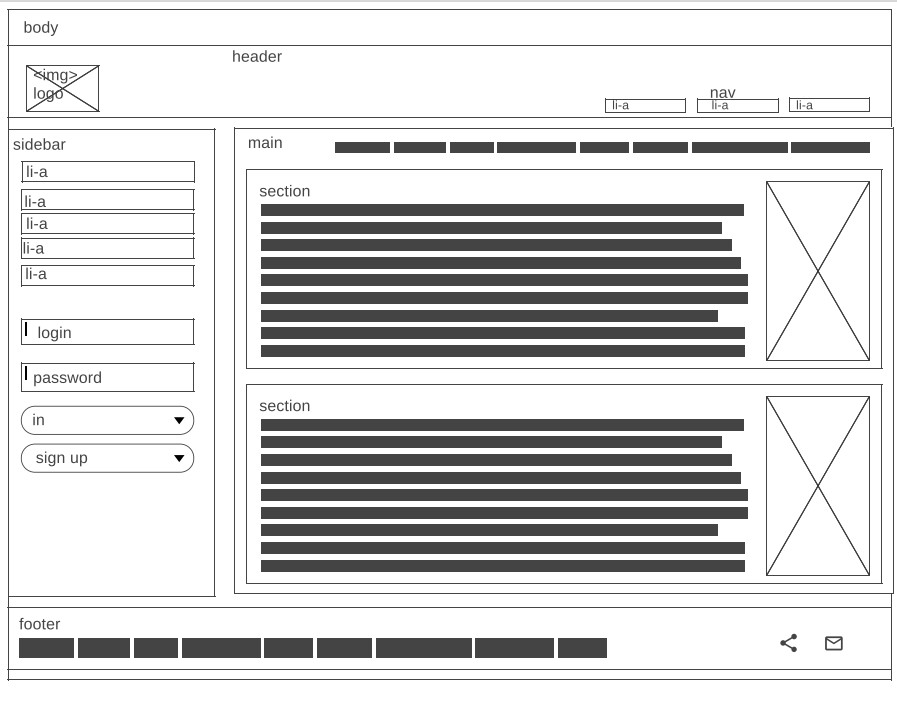 body
header
<img>
logo
nav
li-a
li-a
li-a
sidebar
li-a
li-a
li-a
li-a
li-a
login
password
in
sign up
main
section
section
footer